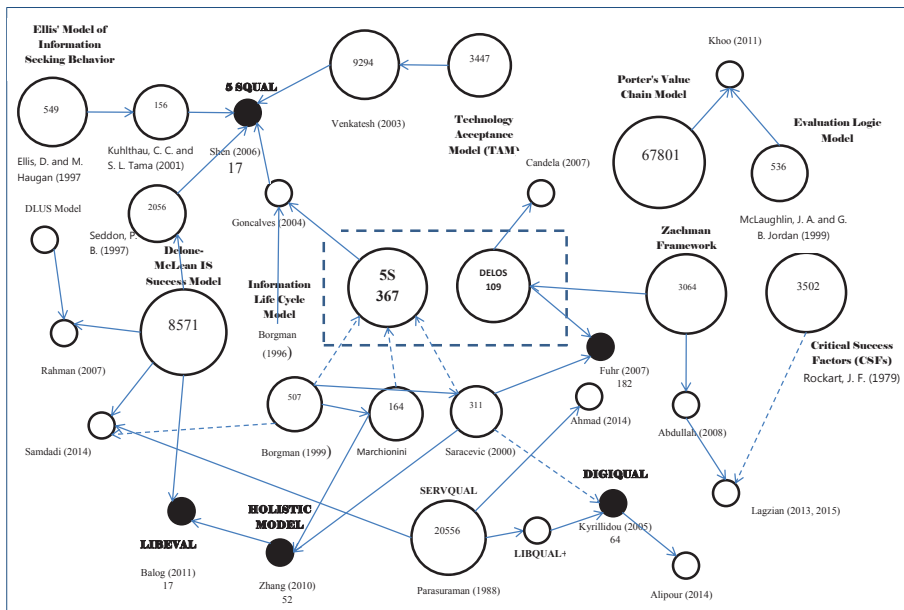 Ellis' Model of
Information
Seeking Behavior
549
156
Ellis, D. and M.
Haugan (1997
Kuhlthau, C. C. and
S. L. Tama (2001)
5 SQUAL
Shen (2006)
17
9294
Venkatesh (2003)
3447
Technology
Acceptance
Model (TAM)
Khoo (2011)
Porter's Value
Chain Model
67801
Evaluation Logic
Model
536
McLaughlin, J. A. and G.
B. Jordan (1999)
Candela (2007)
DLUS Model
2056
Seddon, P.
B. (1997)
Delone-
McLean IS
Success Model
8571
Goncalves (2004)
Information
Life Cycle
Model
Borgman
(1996)
5S
367
DELOS
109
Zachman
Framework
3064
3502
Critical Success
Factors (CSFs)
Rockart, J. F. (1979)
Rahman (2007)
Fuhr (2007)
182
Samdadi (2014)
507
Borgman (1999)
164
Marchionini
311
Saracevic (2000)
Ahmad (2014)
Abdullah (2008)
Lagzian (2013, 2015)
LIBEVAL
Balog (2011)
17
HOLISTIC
MODEL
Zhang (2010)
52
SERVQUAL
20556
Parasuraman (1988)
LIBQUAL+
DIGIQUAL
Kyrillidou (2005)
64
Alipour (2014)